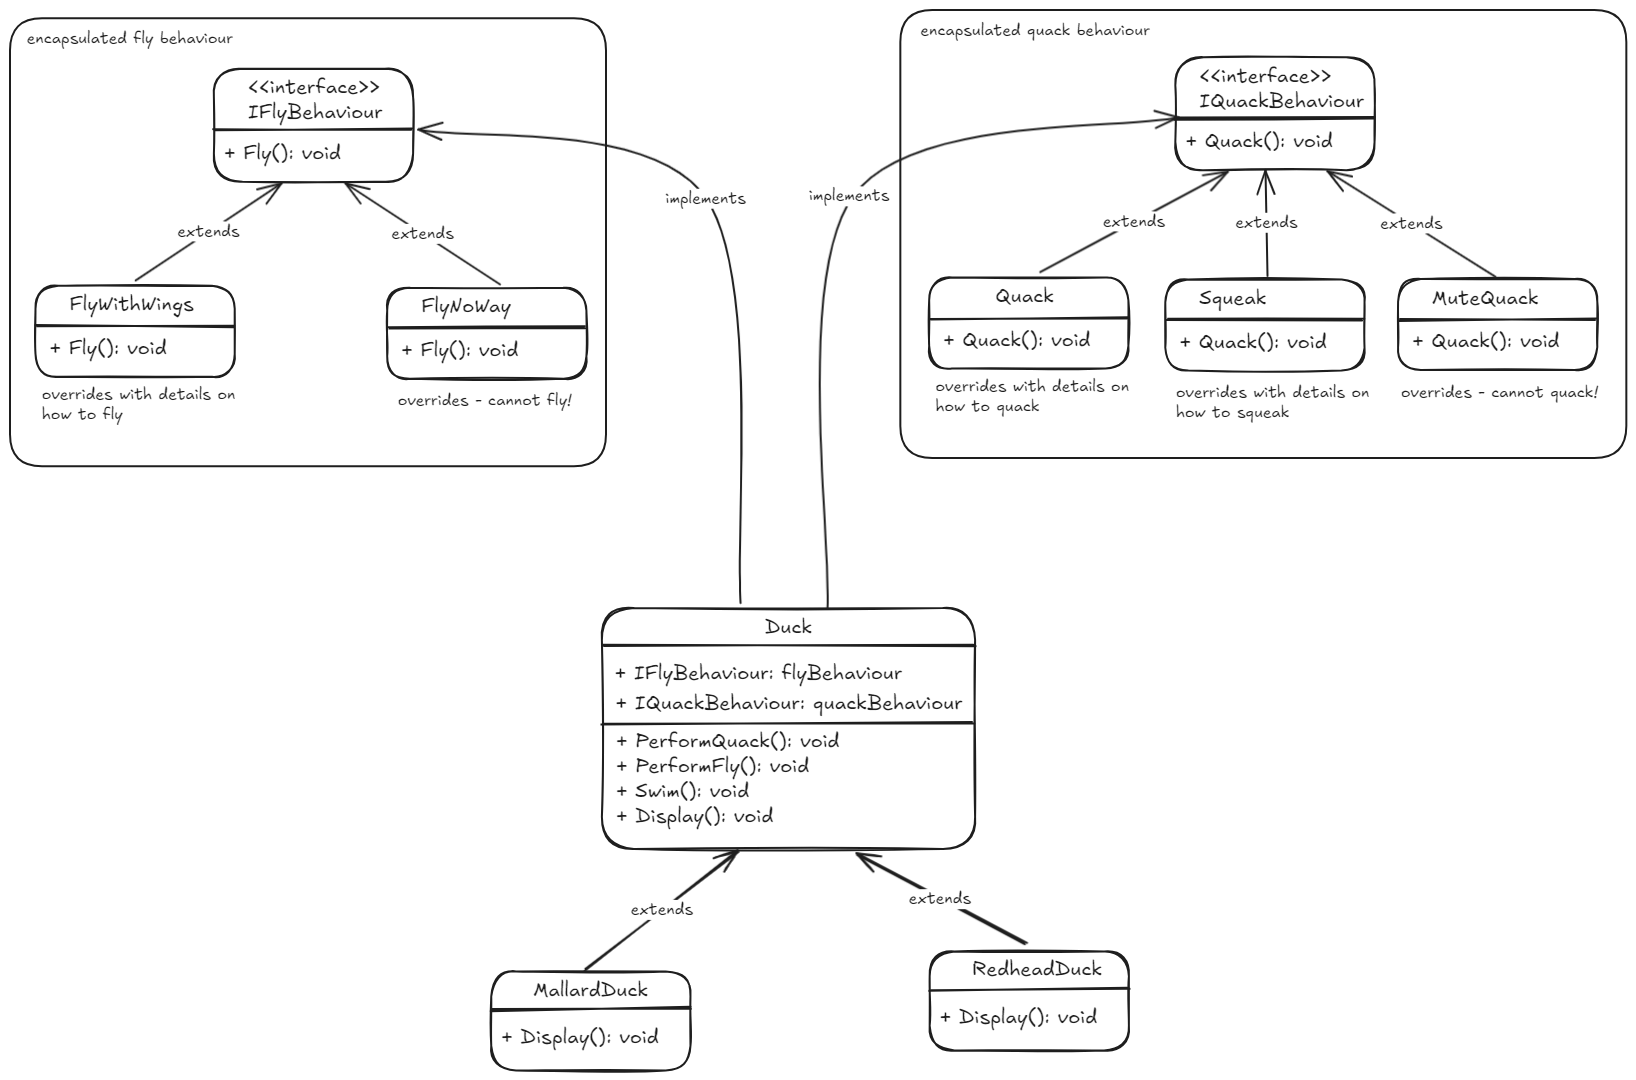 encapsulated fly behaviour
<<interface>>
IFlyBehaviour
+ Fly(): void
extends
extends
FlyWithWings
+ Fly(): void
overrides with details on
how to fly
FlyNoWay
+ Fly(): void
overrides - cannot fly!
implements
implements
encapsulated quack behaviour
<<interface>>
IQuackBehaviour
+ Quack(): void
extends
extends
extends
Quack
+ Quack(): void
overrides with details on
how to quack
Squeak
+ Quack(): void
overrides with details on
how to squeak
MuteQuack
+ Quack(): void
overrides - cannot quack!
Duck
+ IFlyBehaviour: flyBehaviour
+ IQuackBehaviour: quackBehaviour
+ PerformQuack(): void
+ PerformFly(): void
+ Swim(): void
+ Display(): void
extends
extends
MallardDuck
+ Display(): void
RedheadDuck
+ Display(): void